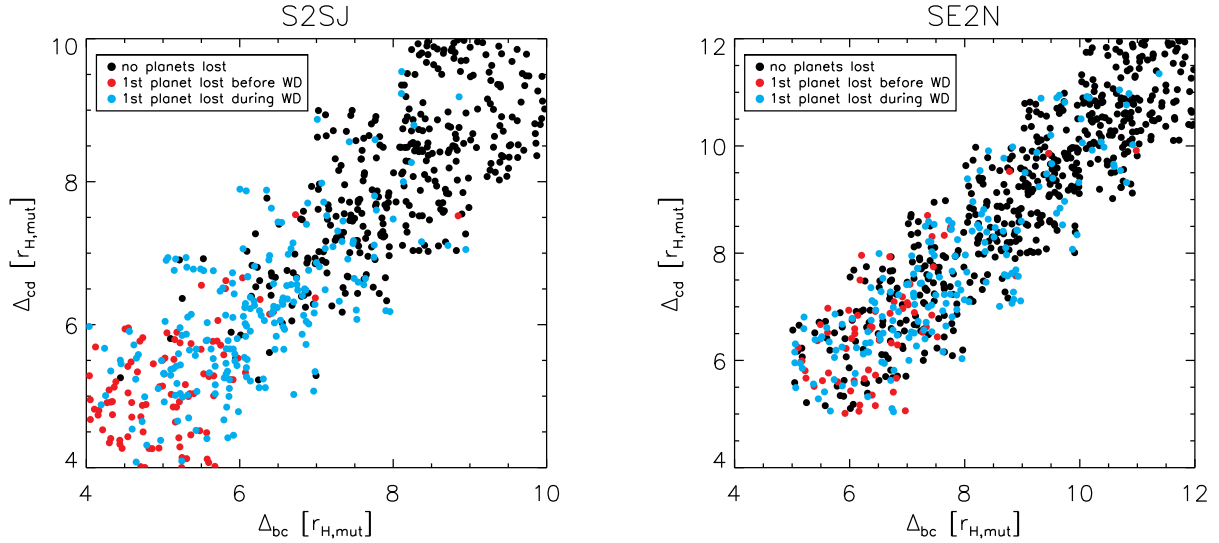 S2SJ
no planets lost
1st planet lost before WD
1st planet lost during WD
10
8
6
4
Δcd [rH,mut]
4 6 8 10
Δbc [rH,mut]
SE2N
no planets lost
1st planet lost before WD
1st planet lost during WD
12
10
8
6
4
Δcd [rH,mut]
4 6 8 10 12
Δbc [rH,mut]